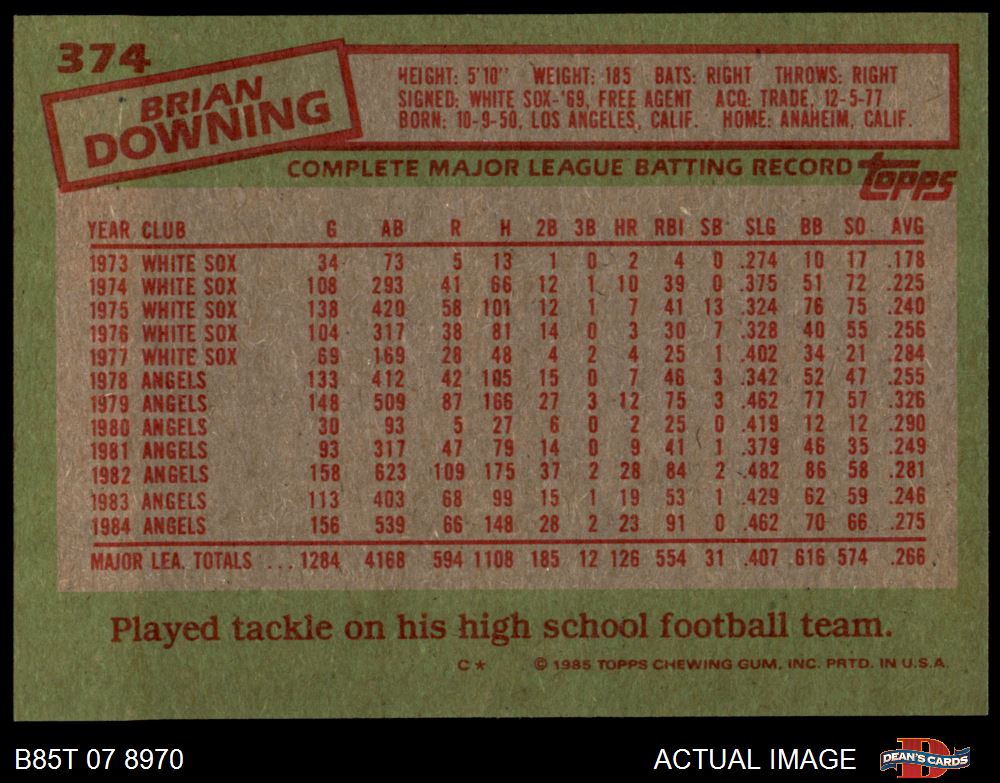 374
BRIAN
DOWNING
HEIGHT: 5'10" WEIGHT: 185 BATS: RIGHT THROWS: RIGHT
SIGNED: WHITE SOX-'69, FREE AGENT ACQ: TRADE, 12-5-77
BORN: 10-9-50, LOS ANGELES, CALIF. HOME: ANAHEIM, CALIF.
COMPLETE MAJOR LEAGUE BATTING RECORD topps
YEAR CLUB G AB R H 2B 3B HR RBI SB SLG BB SO AVG
1973 WHITE SOX 34 73 5 13 1 0 2 4 0 .274 10 17 .178
1974 WHITE SOX 108 293 41 66 12 1 10 39 0 .375 51 72 .225
1975 WHITE SOX 138 420 58 101 12 1 7 41 13 .324 76 75 .240
1976 WHITE SOX 104 317 38 81 14 0 3 30 7 .328 40 55 .256
1977 WHITE SOX 69 169 28 48 4 2 4 25 1 .402 34 21 .284
1978 ANGELS 133 412 42 105 15 0 7 46 3 .342 52 47 .255
1979 ANGELS 148 509 87 166 27 3 12 75 3 .462 77 57 .326
1980 ANGELS 30 93 5 27 6 0 2 25 0 .419 12 12 .290
1981 ANGELS 93 317 47 79 14 0 9 41 1 .379 46 35 .249
1982 ANGELS 158 623 109 175 37 2 28 84 2 .482 86 58 .281
1983 ANGELS 113 403 68 99 15 1 19 53 1 .429 62 59 .246
1984 ANGELS 156 539 66 148 28 2 23 91 0 .462 70 66 .275
MAJOR LEA. TOTALS ... 1284 4168 594 1108 185 12 126 554 31 .407 616 574 .266
Played tackle on his high school football team.
C* © 1985 TOPPS CHEWING GUM, INC. PRTD. IN U.S.A.
B85T 07 8970 ACTUAL IMAGE DEAN'S CARDS